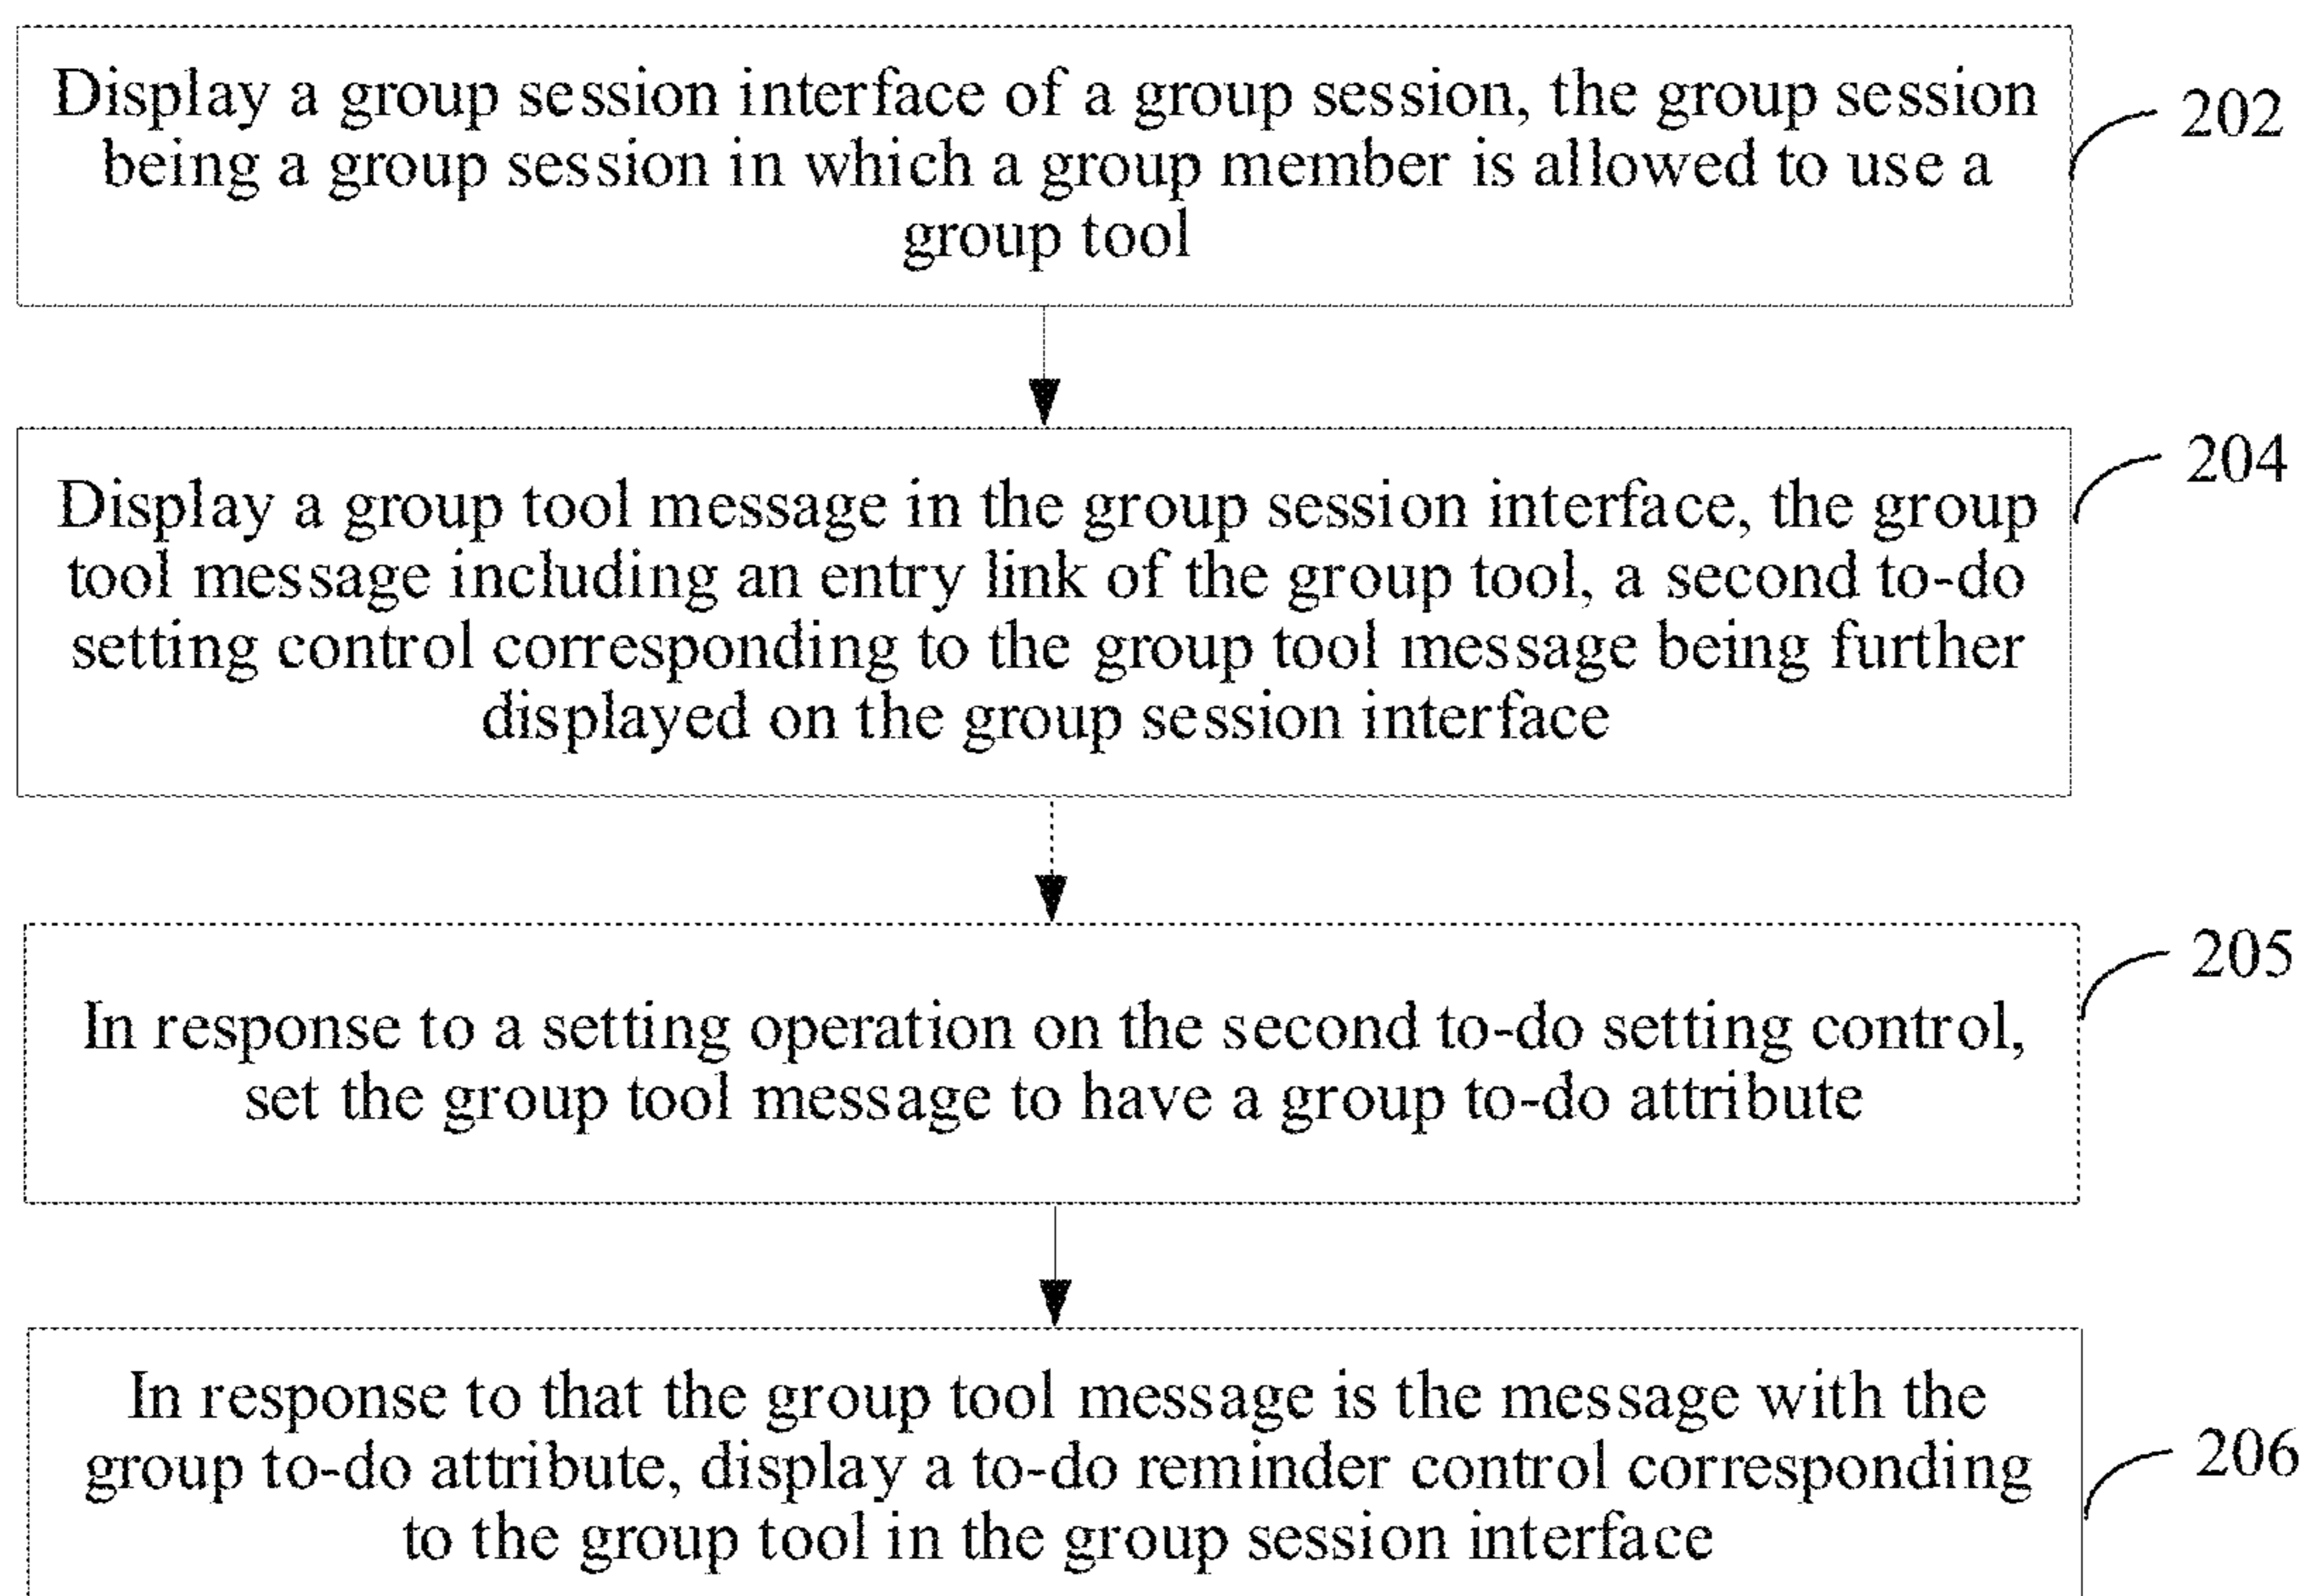 Display a group session interface of a group session, the group session
being a group session in which a group member is allowed to use a
group tool
202
Display a group tool message in the group session interface, the group
tool message including an entry link of the group tool, a second to-do
setting control corresponding to the group tool message being further
displayed on the group session interface
204
In response to a setting operation on the second to-do setting control,
set the group tool message to have a group to-do attribute
205
In response to that the group tool message is the message with the
group to-do attribute, display a to-do reminder control corresponding
to the group tool in the group session interface
206